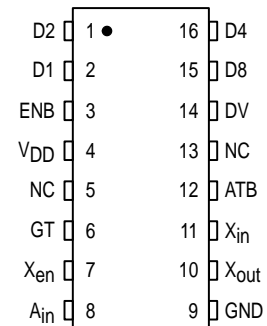 D2 1 16 D4
D1 2 15 D8
ENB 3 14 DV
VDD 4 13 NC
NC 5 12 ATB
GT 6 11 Xin
Xen 7 10 Xout
Ain 8 9 GND